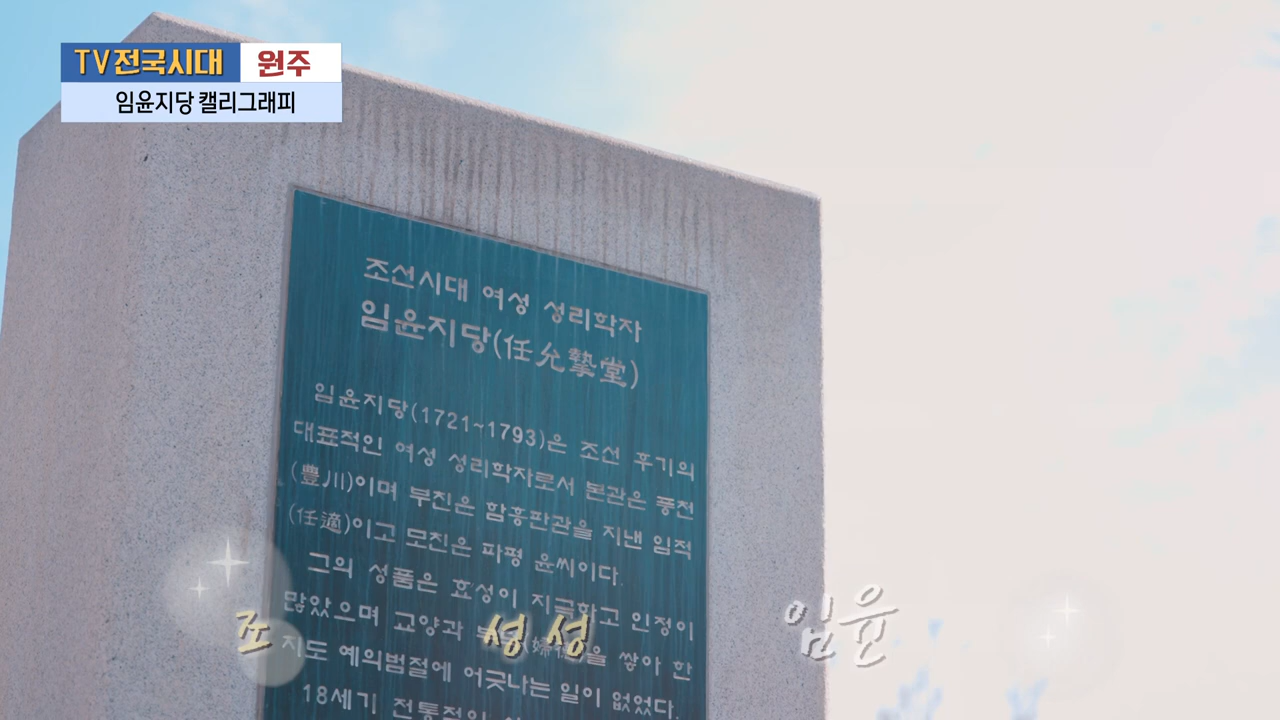 TV전국시대 원주
임윤지당 캘리그래피
조선시대 여성 성리학자
임윤지당(任允摯堂)
임윤지당(1721~1793)은 조선 후기의
대표적인 여성 성리학자로서 본관은 풍천
(豊川)이며 부친은 함흥판관을 지낸 임적
(任適)이고 모친은 파평 윤씨이다.
그의 성품은 효성이 지극하고 인정이
많았으며 교양과 을 쌓아 한
지도 예의범절에 어긋나는 일이 없었다.
18세기 전통적인
조 성 성 임윤